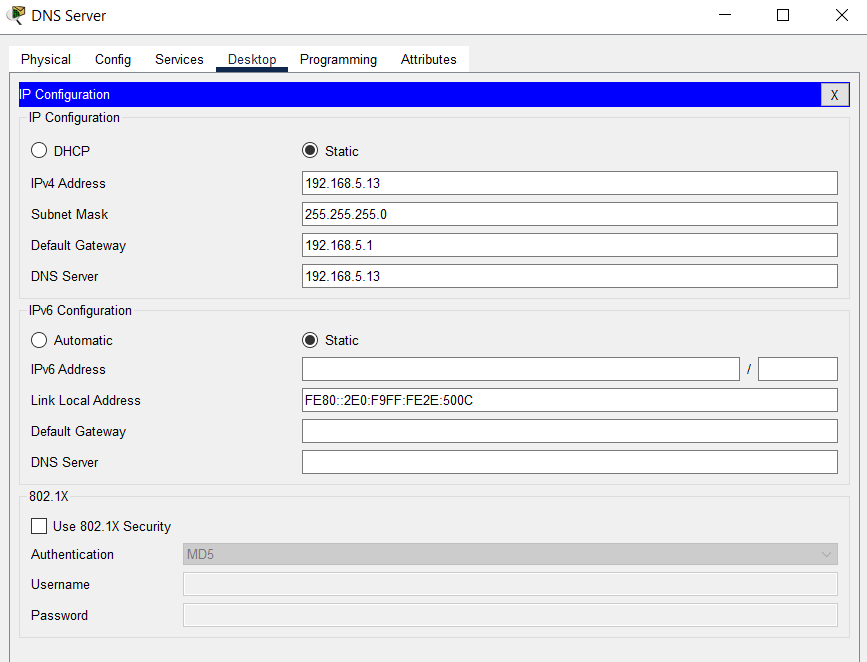 DNS Server
Physical Config Services Desktop Programming Attributes
IP Configuration X
IP Configuration
DHCP Static
IPv4 Address 192.168.5.13
Subnet Mask 255.255.255.0
Default Gateway 192.168.5.1
DNS Server 192.168.5.13
IPv6 Configuration
Automatic Static
IPv6 Address /
Link Local Address FE80::2E0:F9FF:FE2E:500C
Default Gateway
DNS Server
802.1X
Use 802.1X Security
Authentication MD5
Username
Password